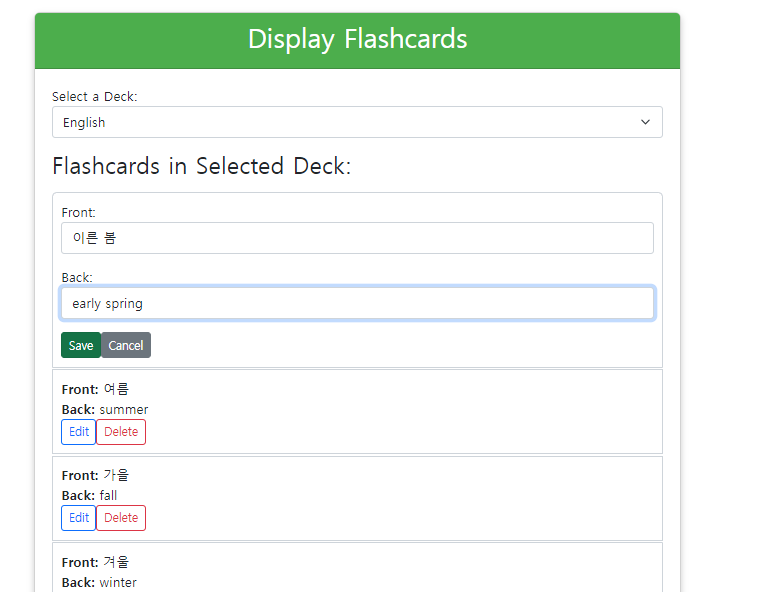 Display Flashcards
Select a Deck:
English
Flashcards in Selected Deck:
Front:
이른 봄
Back:
early spring
Save Cancel
Front: 여름
Back: summer
Edit Delete
Front: 가을
Back: fall
Edit Delete
Front: 겨울
Back: winter